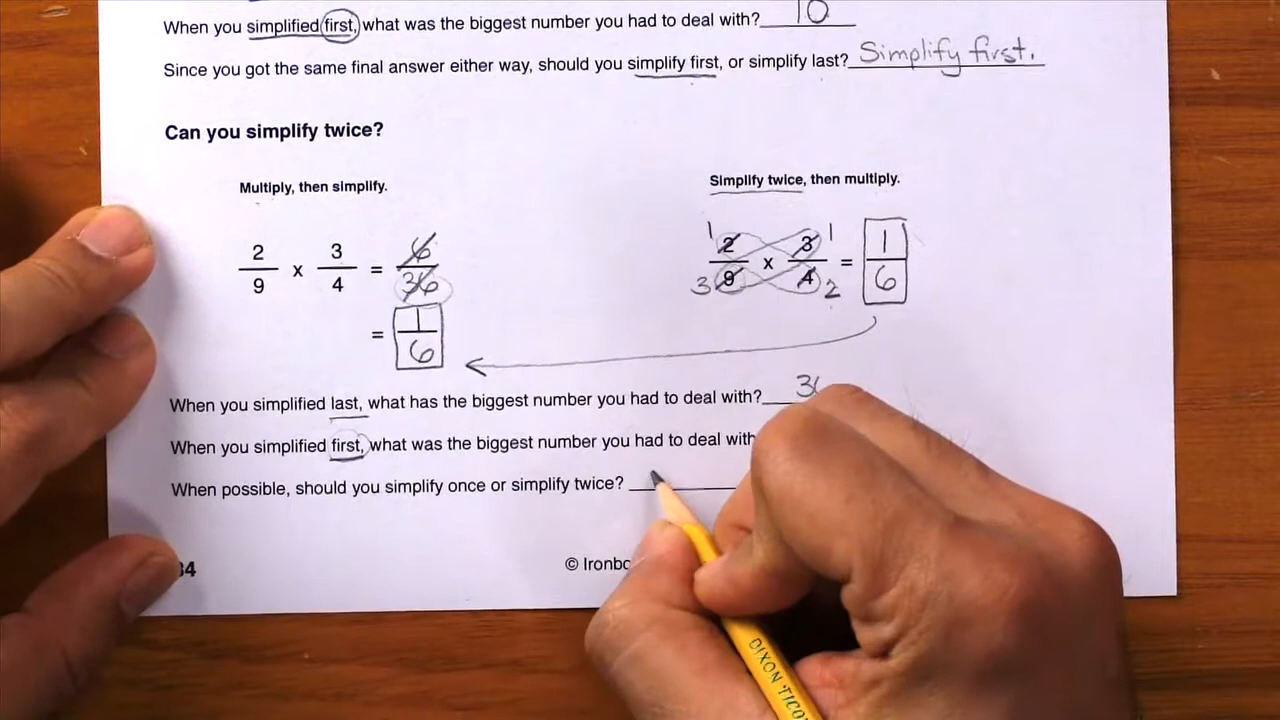 When you simplified first, what was the biggest number you had to deal with? 10
Since you got the same final answer either way, should you simplify first, or simplify last? Simplify first.
Can you simplify twice?
Multiply, then simplify.
2/9 x 3/4 = 6/36
= 1/6
Simplify twice, then multiply.
1 2 3 1
3 9 x 4 2 = 1/6
When you simplified last, what has the biggest number you had to deal with?
When you simplified first, what was the biggest number you had to deal with
When possible, should you simplify once or simplify twice?
©
DIXON